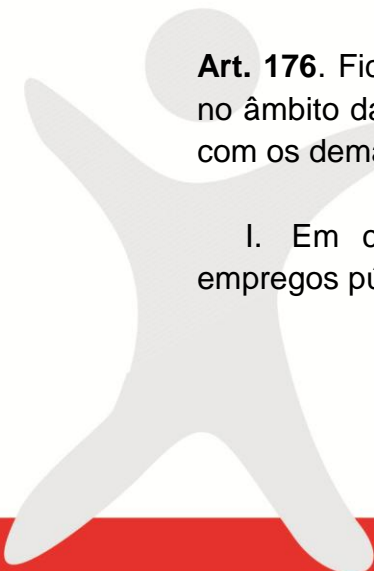 Art. 176. Fic
no âmbito da
com os dema
I. Em c
empregos pú